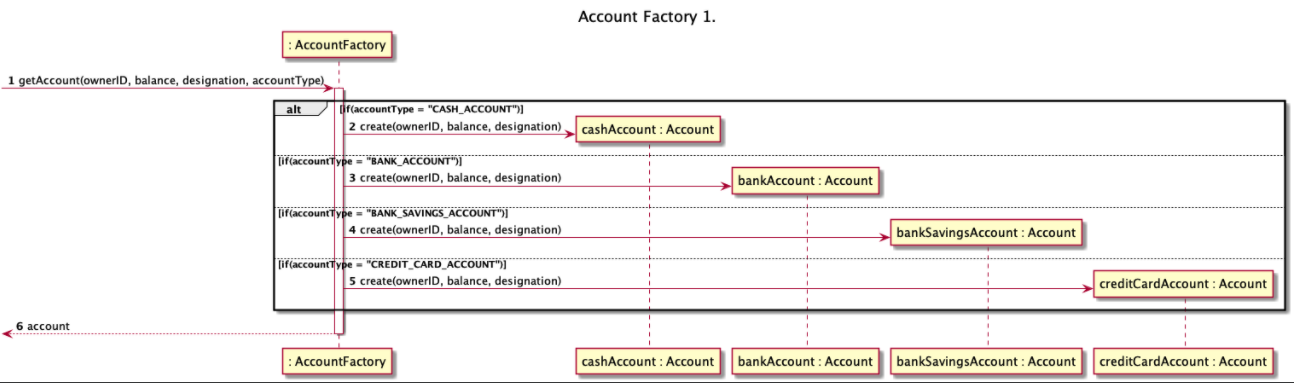 Account Factory 1.
: AccountFactory
1 getAccount(ownerID, balance, designation, accountType)
alt [if(accountType = "CASH_ACCOUNT")]
2 create(ownerID, balance, designation)
cashAccount : Account
[if(accountType = "BANK_ACCOUNT")]
3 create(ownerID, balance, designation)
bankAccount : Account
[if(accountType = "BANK_SAVINGS_ACCOUNT")]
4 create(ownerID, balance, designation)
bankSavingsAccount : Account
[if(accountType = "CREDIT_CARD_ACCOUNT")]
5 create(ownerID, balance, designation)
creditCardAccount : Account
6 account
: AccountFactory
cashAccount : Account
bankAccount : Account
bankSavingsAccount : Account
creditCardAccount : Account